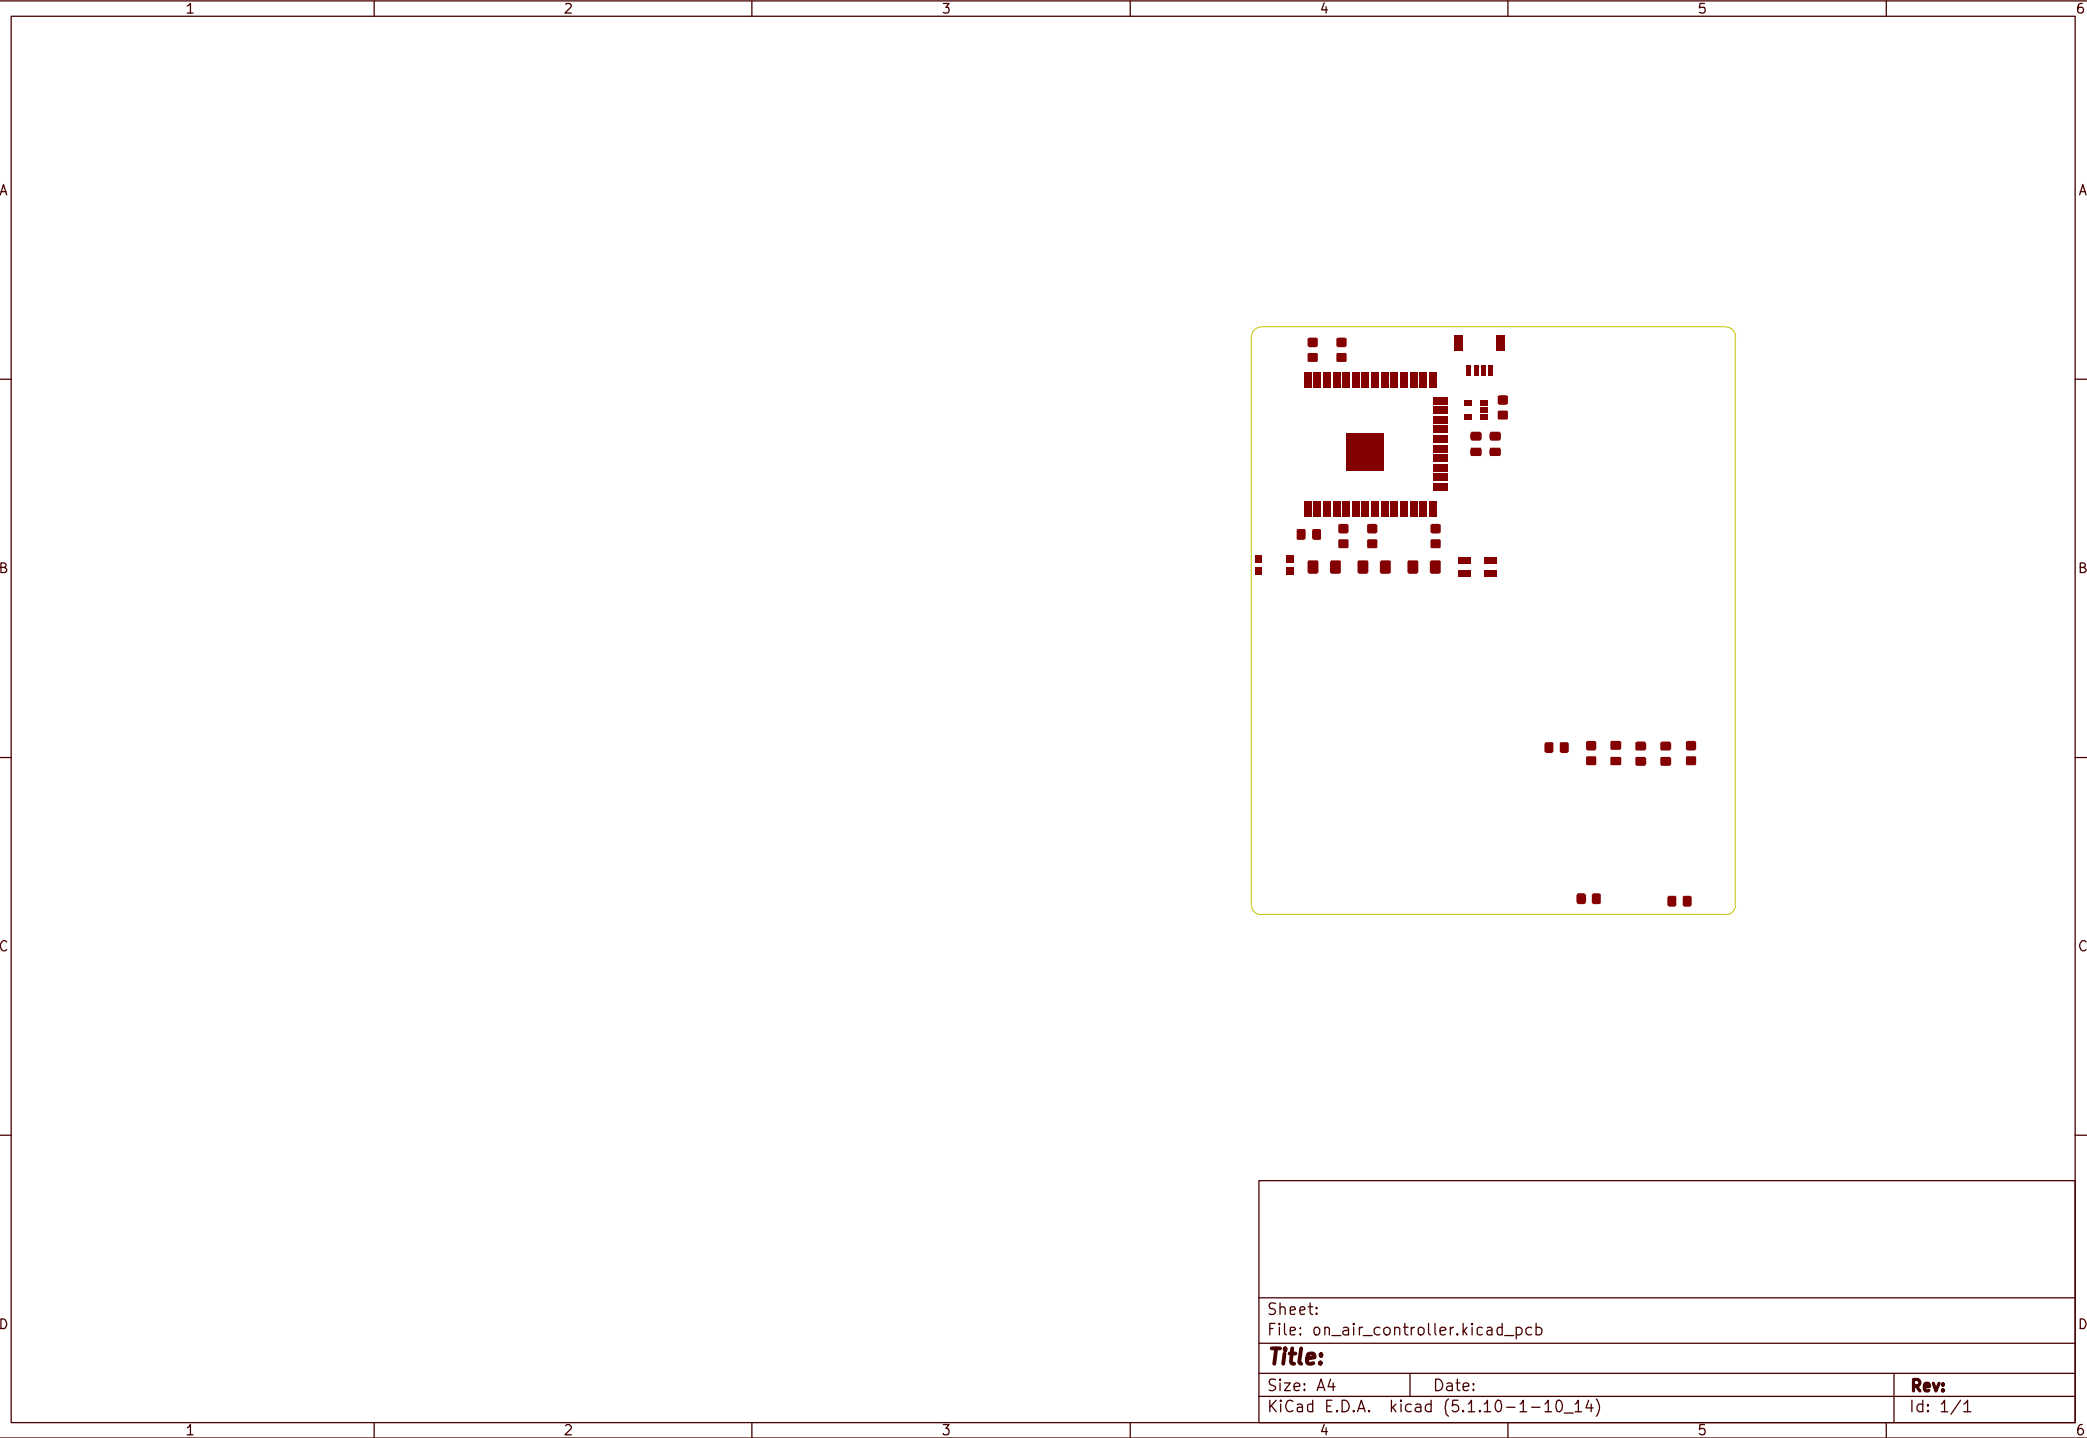 1 2 3 4 5 6
A A
B B
C C
D D
Sheet:
File: on_air_controller.kicad_pcb
Title:
Size: A4 Date: Rev:
KiCad E.D.A. kicad (5.1.10-1-10_14) Id: 1/1
1 2 3 4 5 6